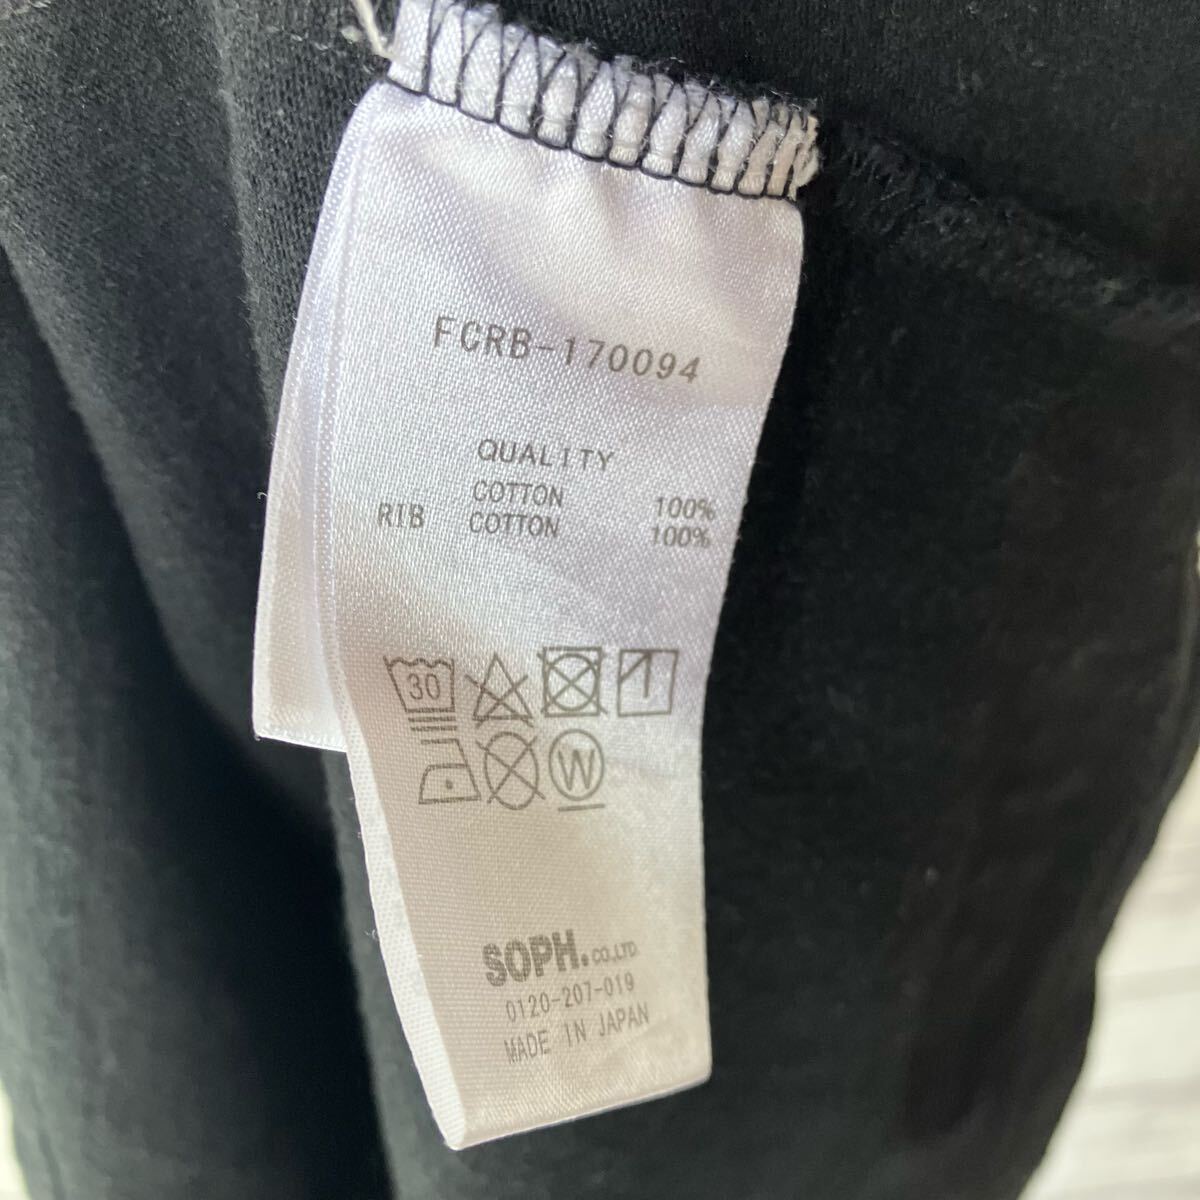 FCRB-170094
QUALITY
COTTON 100%
RIB COTTON 100%
30
W
SOPH. CO.,LTD.
0120-207-019
MADE IN JAPAN